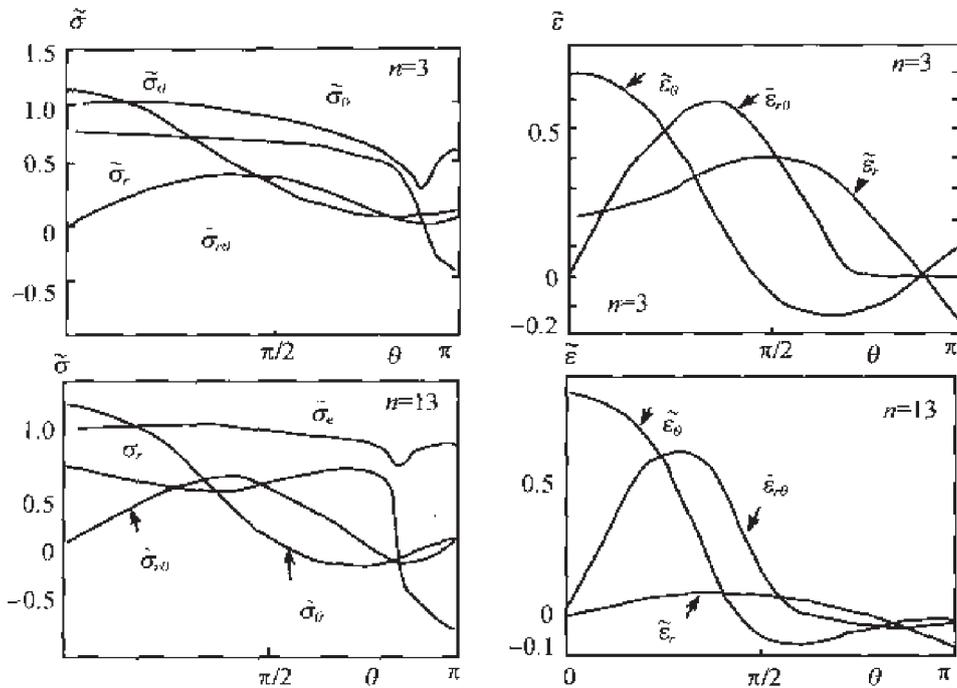 σ̃
1.5
n=3
σ̃θ
σ̃θ
1.0
0.5
σ̃r
σ̃rθ
0
−0.5
π/2
θ
π
ε̃
n=3
ε̃θ
ε̃rθ
0.5
ε̃r
0
n=3
−0.2
π/2
θ
π
σ̃
σ̃e
n=13
1.0
σr
0.5
0
σ̃rθ
−0.5
σ̃θ
π/2
θ
π
ε̃
n=13
ε̃θ
0.5
ε̃rθ
0
ε̃r
−0.1
0
π/2
θ
π